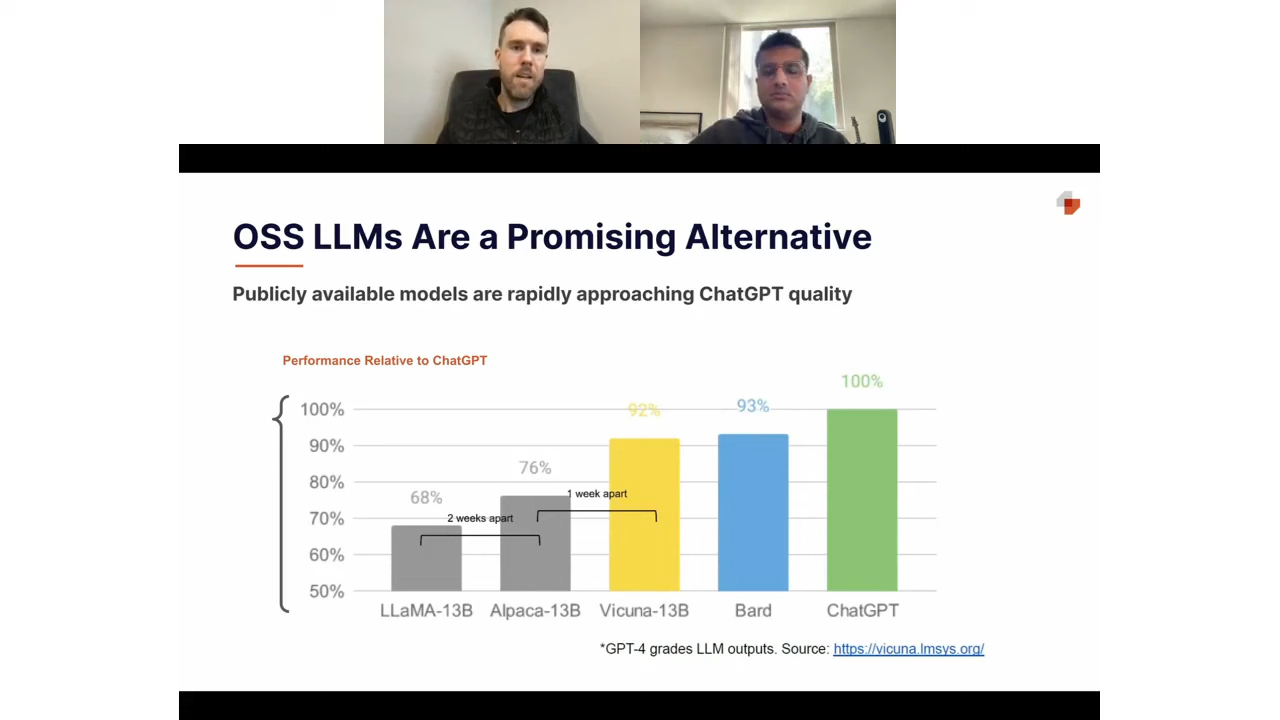 OSS LLMs Are a Promising Alternative
Publicly available models are rapidly approaching ChatGPT quality
Performance Relative to ChatGPT
100%
100%
92%
93%
90%
80%
76%
1 week apart
68%
70%
2 weeks apart
60%
50%
LLaMA-13B Alpaca-13B Vicuna-13B Bard ChatGPT
*GPT-4 grades LLM outputs. Source: https://vicuna.lmsys.org/